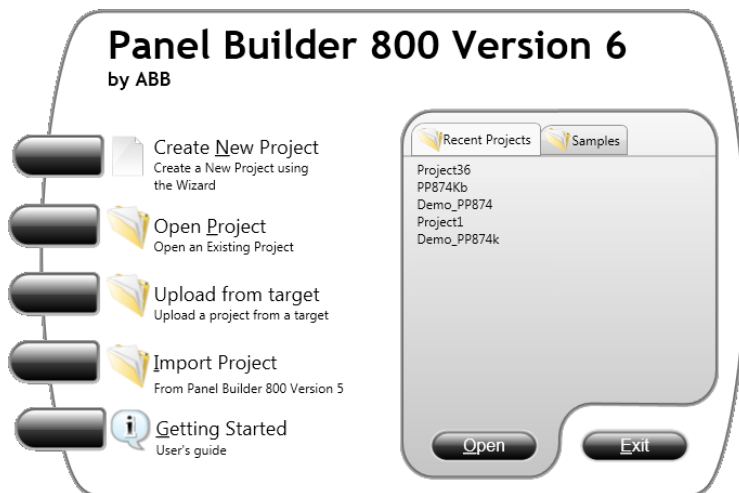 Panel Builder 800 Version 6
by ABB
Create New Project
Create a New Project using
the Wizard
Open Project
Open an Existing Project
Upload from target
Upload a project from a target
Import Project
From Panel Builder 800 Version 5
Getting Started
User's guide
Recent Projects
Samples
Project36
PP874Kb
Demo_PP874
Project1
Demo_PP874k
Open
Exit